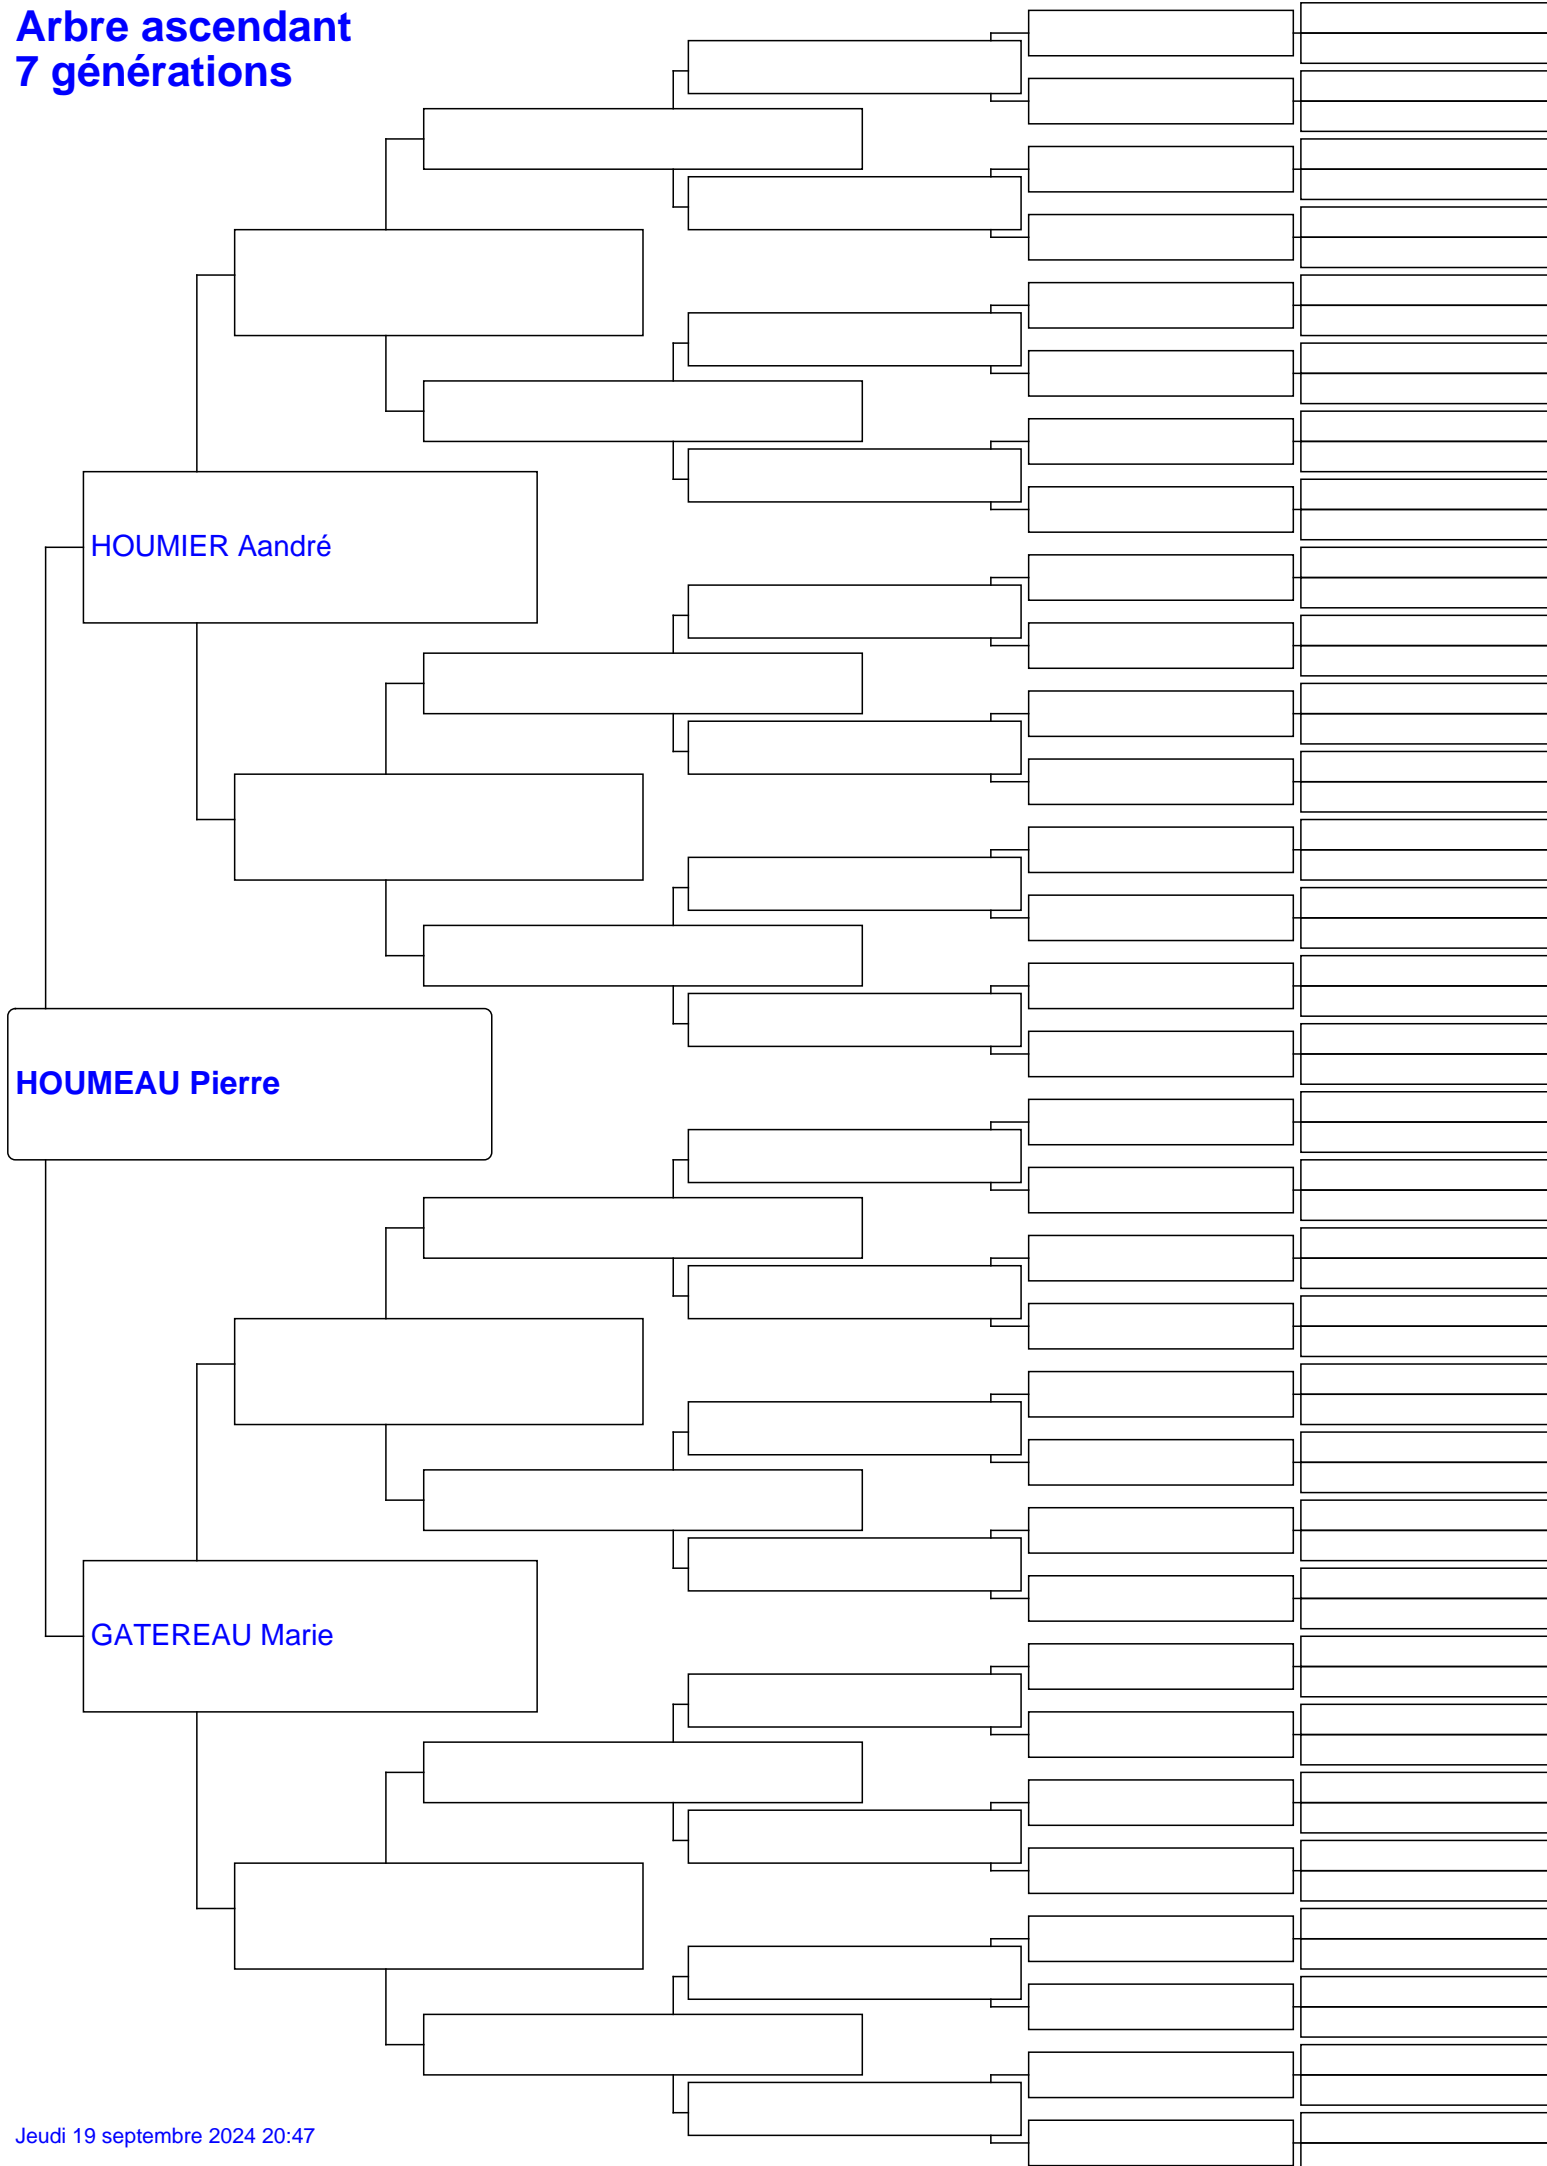 Arbre ascendant
7 générations
HOUMIER Aandré
HOUMEAU Pierre
GATEREAU Marie
Jeudi 19 septembre 2024 20:47